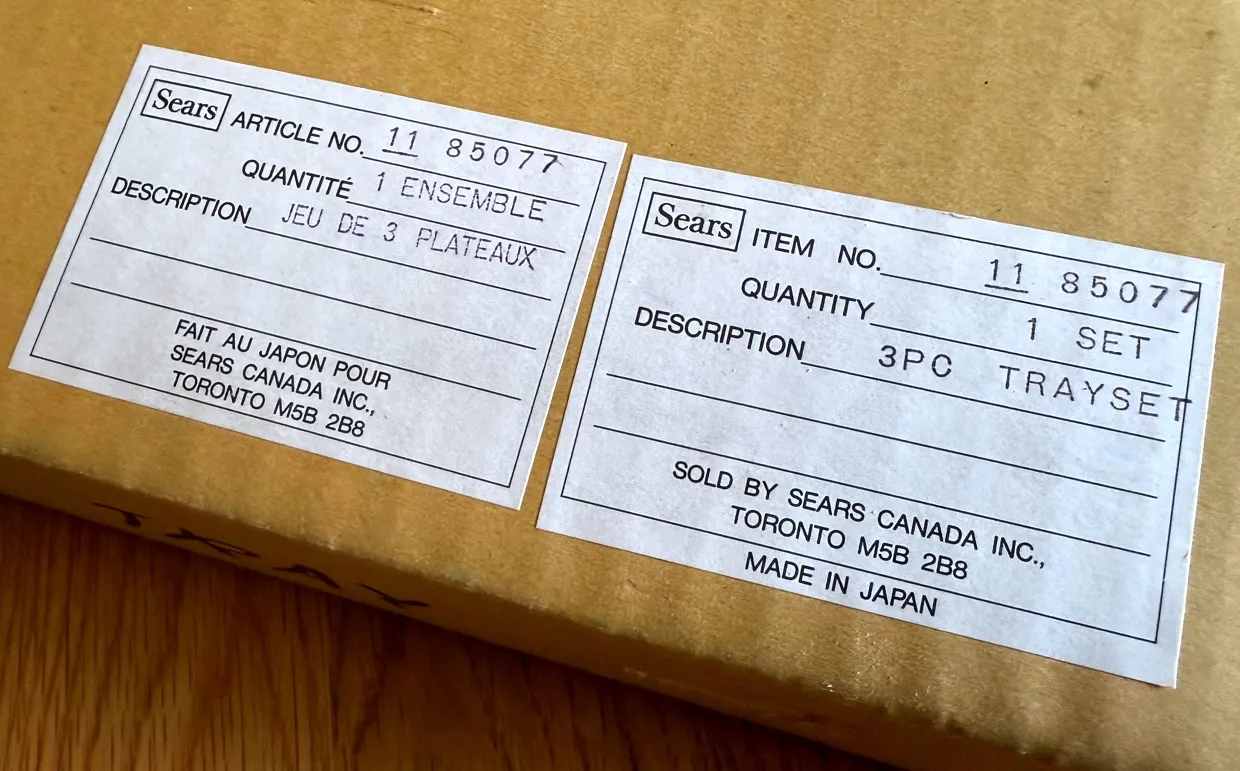 Sears ARTICLE NO. 11 85077
QUANTITÉ 1 ENSEMBLE
DESCRIPTION JEU DE 3 PLATEAUX
FAIT AU JAPON POUR
SEARS CANADA INC.,
TORONTO M5B 2B8
Sears ITEM NO. 11 85077
QUANTITY 1 SET
DESCRIPTION 3PC TRAYSET
SOLD BY SEARS CANADA INC.,
TORONTO M5B 2B8
MADE IN JAPAN
TRAY